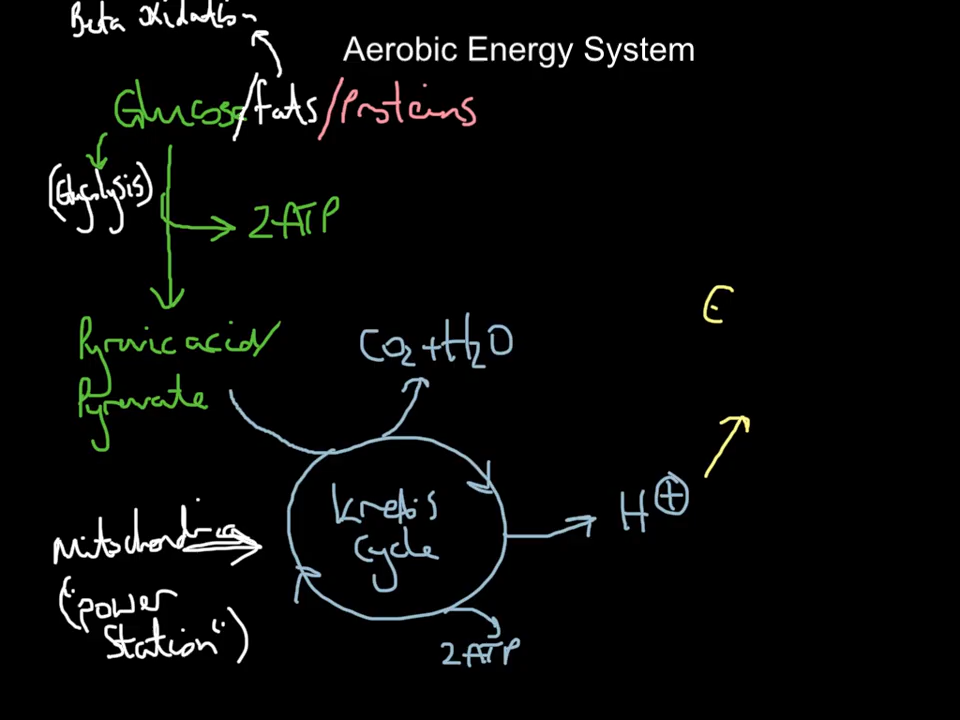 Beta oxidation
Aerobic Energy System
Glucose/fats/Proteins
(Glycolysis)
2ATP
Pyruvic acid/
Pyruvate
CO2+H2O
E
Krebs
cycle
H+
Mitochondria
("Power
Station")
2ATP